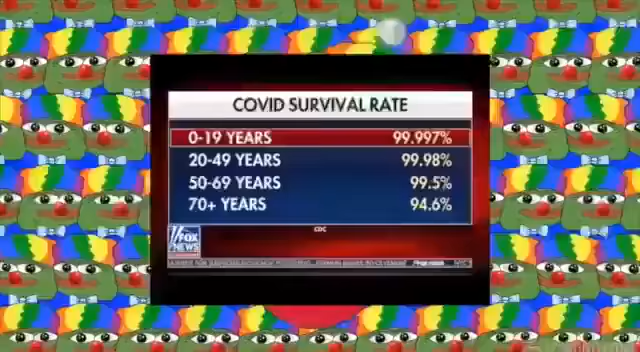 COVID SURVIVAL RATE
0-19 YEARS 99.997%
20-49 YEARS 99.98%
50-69 YEARS 99.5%
70+ YEARS 94.6%
CDC
FOX
NEWS